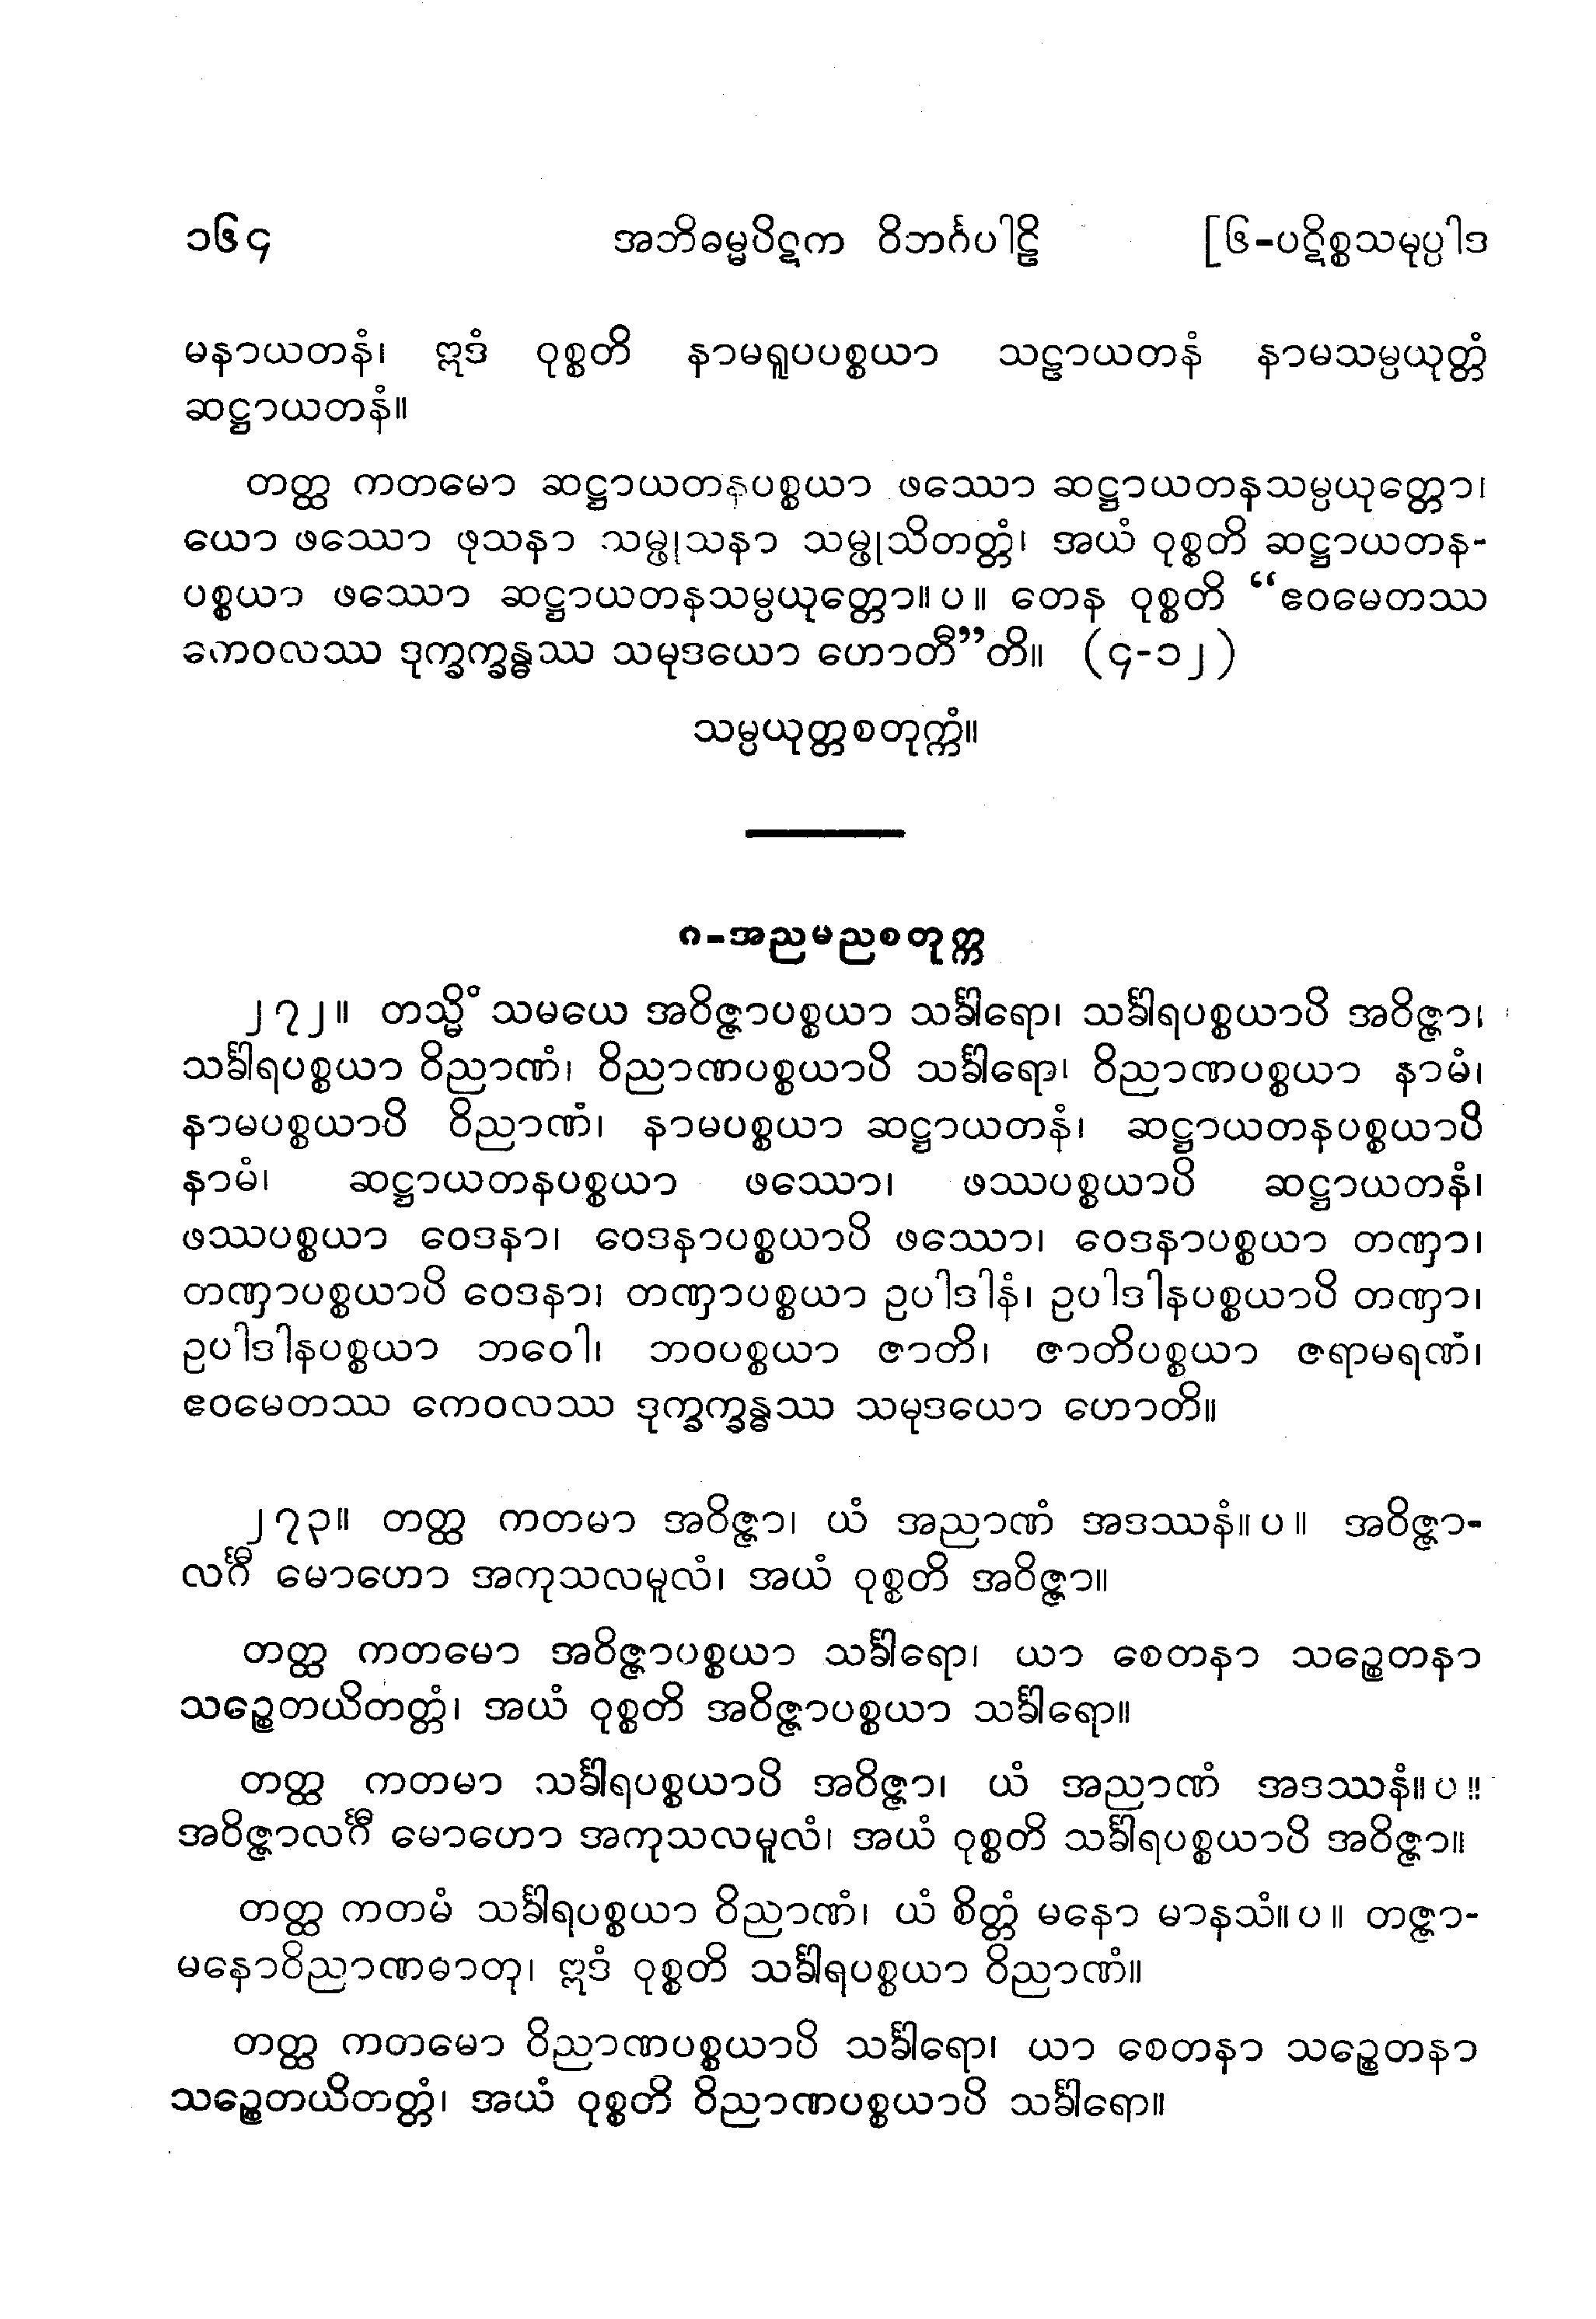 ၁၆၄ အဘိဓမ္မပိဋက ဝိဘင်္ဂပါဠိ [၆-ပဋိစ္စသမုပ္ပါဒ
မနာယတနံ၊ ဣဒံ ဝုစ္စတိ နာမရူပပစ္စယာ သဠာယတနံ နာမသမ္ပယုတ္တံ
ဆဋ္ဌာယတနံ။
တတ္ထ ကတမော ဆဋ္ဌာယတနပစ္စယာ ဖဿော ဆဋ္ဌာယတနသမ္ပယုတ္တော၊
ယော ဖဿော ဖုသနာ သမ္ဖုသနာ သမ္ဖုသိတတ္တံ၊ အယံ ဝုစ္စတိ ဆဋ္ဌာယတန-
ပစ္စယာ ဖဿော ဆဋ္ဌာယတနသမ္ပယုတ္တော။ ပ ။ တေန ဝုစ္စတိ “ဧဝမေတဿ
ကေဝလဿ ဒုက္ခက္ခန္ဓဿ သမုဒယော ဟောတီ”တိ။ (၄-၁၂)
သမ္ပယုတ္တစတုက္ကံ။
ဂ-အညမညစတုက္က
၂၇၂။ တသ္မိံ သမယေ အဝိဇ္ဇာပစ္စယာ သင်္ခါရော၊ သင်္ခါရပစ္စယာပိ အဝိဇ္ဇာ၊
သင်္ခါရပစ္စယာ ဝိညာဏံ၊ ဝိညာဏပစ္စယာပိ သင်္ခါရော၊ ဝိညာဏပစ္စယာ နာမံ၊
နာမပစ္စယာပိ ဝိညာဏံ၊ နာမပစ္စယာ ဆဋ္ဌာယတနံ၊ ဆဋ္ဌာယတနပစ္စယာပိ
နာမံ၊ ဆဋ္ဌာယတနပစ္စယာ ဖဿော၊ ဖဿပစ္စယာပိ ဆဋ္ဌာယတနံ၊
ဖဿပစ္စယာ ဝေဒနာ၊ ဝေဒနာပစ္စယာပိ ဖဿော၊ ဝေဒနာပစ္စယာ တဏှာ၊
တဏှာပစ္စယာပိ ဝေဒနာ၊ တဏှာပစ္စယာ ဥပါဒါနံ၊ ဥပါဒါနပစ္စယာပိ တဏှာ၊
ဥပါဒါနပစ္စယာ ဘဝေါ၊ ဘဝပစ္စယာ ဇာတိ၊ ဇာတိပစ္စယာ ဇရာမရဏံ၊
ဧဝမေတဿ ကေဝလဿ ဒုက္ခက္ခန္ဓဿ သမုဒယော ဟောတိ။
၂၇၃။ တတ္ထ ကတမာ အဝိဇ္ဇာ၊ ယံ အညာဏံ အဒဿနံ။ ပ ။ အဝိဇ္ဇာ-
လင်္ဂီ မောဟော အကုသလမူလံ၊ အယံ ဝုစ္စတိ အဝိဇ္ဇာ။
တတ္ထ ကတမော အဝိဇ္ဇာပစ္စယာ သင်္ခါရော၊ ယာ စေတနာ သဉ္စေတနာ
သဉ္စေတယိတတ္တံ၊ အယံ ဝုစ္စတိ အဝိဇ္ဇာပစ္စယာ သင်္ခါရော။
တတ္ထ ကတမာ သင်္ခါရပစ္စယာပိ အဝိဇ္ဇာ၊ ယံ အညာဏံ အဒဿနံ။ ပ ။
အဝိဇ္ဇာလင်္ဂီ မောဟော အကုသလမူလံ၊ အယံ ဝုစ္စတိ သင်္ခါရပစ္စယာပိ အဝိဇ္ဇာ။
တတ္ထ ကတမံ သင်္ခါရပစ္စယာ ဝိညာဏံ၊ ယံ စိတ္တံ မနော မာနသံ။ ပ ။ တဇ္ဇာ-
မနောဝိညာဏဓာတု၊ ဣဒံ ဝုစ္စတိ သင်္ခါရပစ္စယာ ဝိညာဏံ။
တတ္ထ ကတမော ဝိညာဏပစ္စယာပိ သင်္ခါရော၊ ယာ စေတနာ သဉ္စေတနာ
သဉ္စေတယိတတ္တံ၊ အယံ ဝုစ္စတိ ဝိညာဏပစ္စယာပိ သင်္ခါရော။